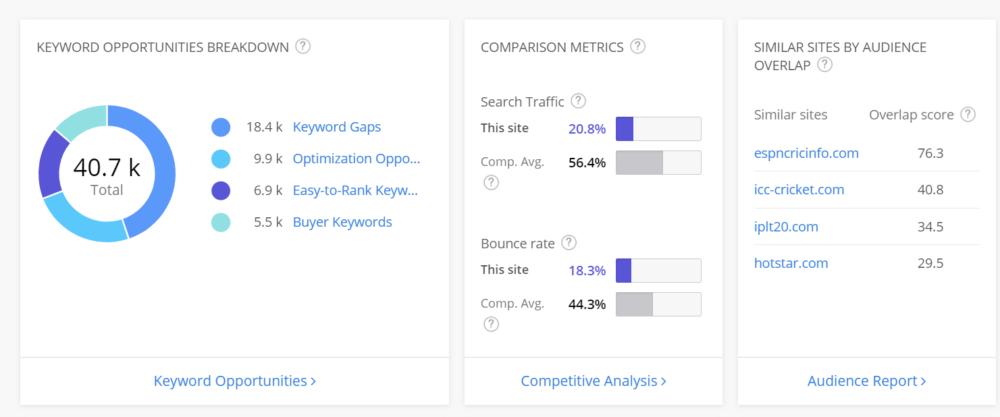 KEYWORD OPPORTUNITIES BREAKDOWN ?
40.7 k
Total
18.4 k Keyword Gaps
9.9 k Optimization Oppo...
6.9 k Easy-to-Rank Keyw...
5.5 k Buyer Keywords
Keyword Opportunities >
COMPARISON METRICS ?
Search Traffic ?
This site 20.8%
Comp. Avg. 56.4%
?
Bounce rate ?
This site 18.3%
Comp. Avg. 44.3%
?
Competitive Analysis >
SIMILAR SITES BY AUDIENCE
OVERLAP ?
Similar sites Overlap score ?
espncricinfo.com 76.3
icc-cricket.com 40.8
iplt20.com 34.5
hotstar.com 29.5
Audience Report >